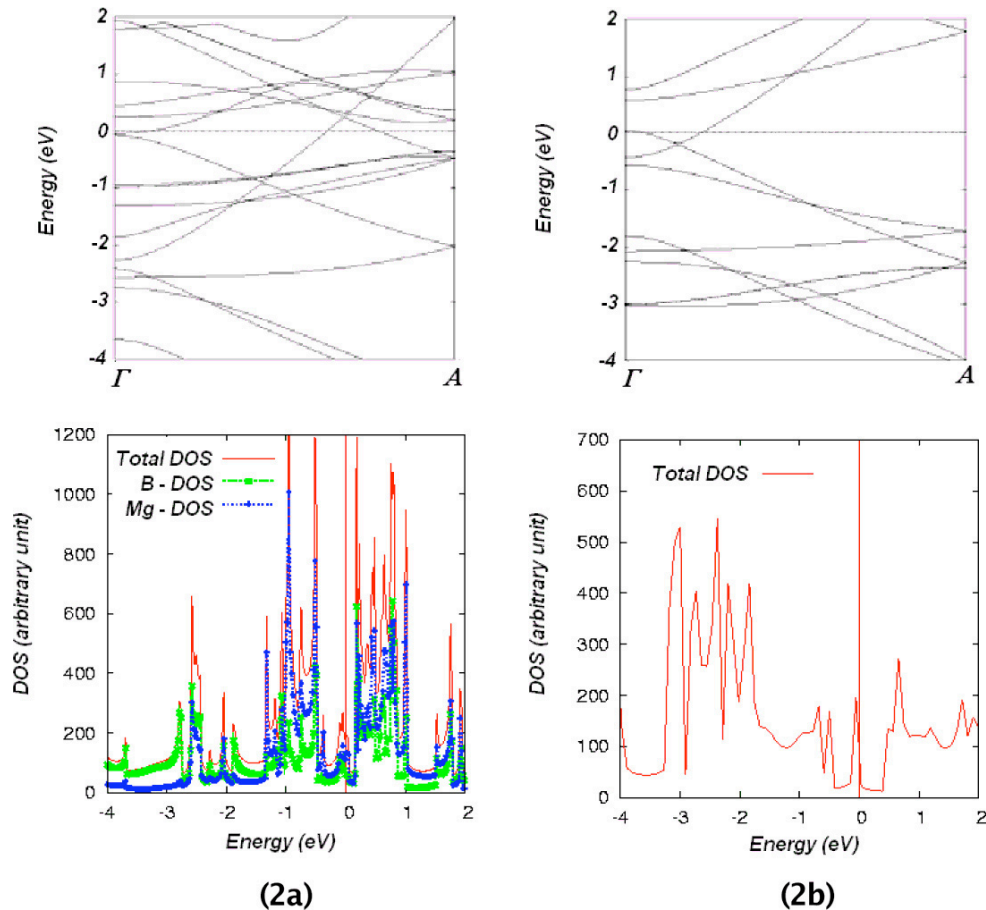 2
1
0
-1
-2
-3
-4
Energy (eV)
Γ A
2
1
0
-1
-2
-3
-4
Energy (eV)
Γ A
1200
1000
800
600
400
200
0
DOS (arbitrary unit)
Total DOS
B - DOS
Mg - DOS
-4 -3 -2 -1 0 1 2
Energy (eV)
(2a)
700
600
500
400
300
200
100
0
DOS (arbitrary unit)
Total DOS
-4 -3 -2 -1 0 1 2
Energy (eV)
(2b)